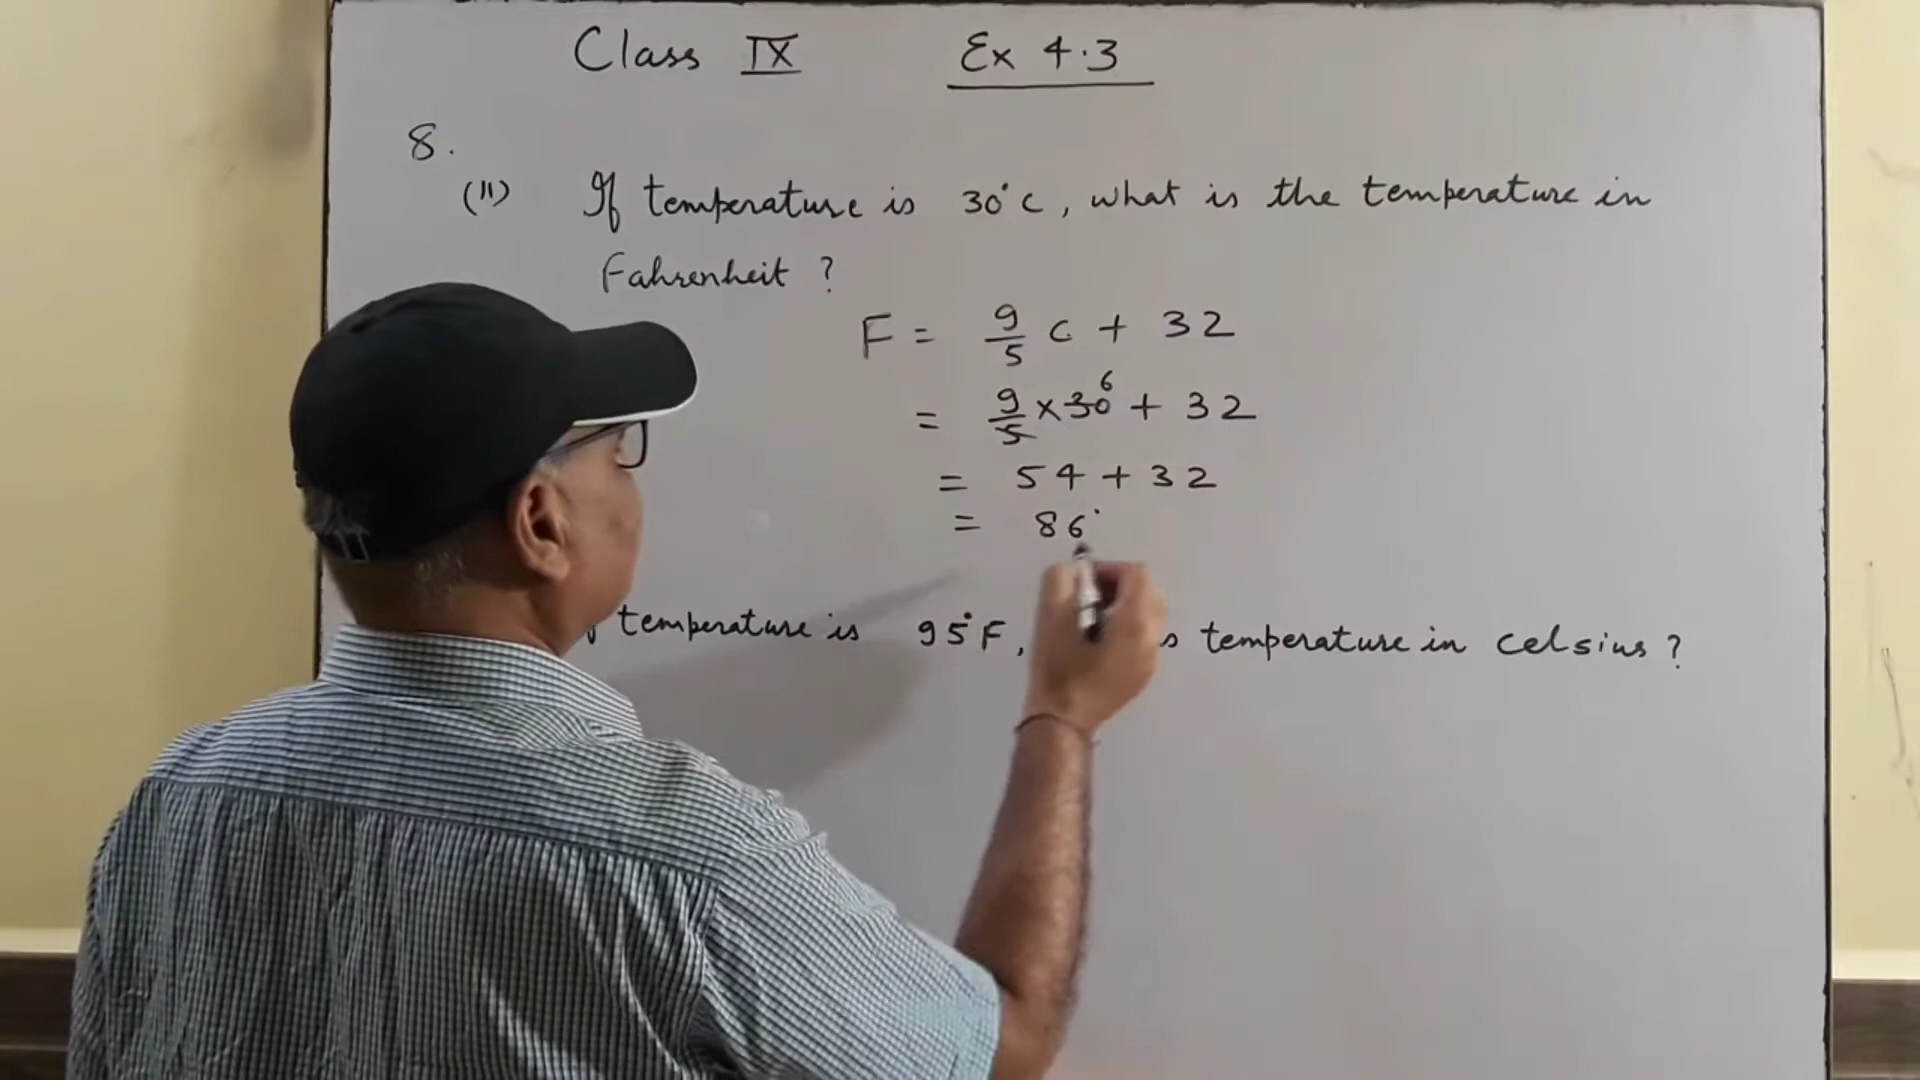 Class IX Ex 4.3
8.
(II) If temperature is 30°C, what is the temperature in
Fahrenheit ?
F = 9/5 C + 32
= 9/5 × 30 6 + 32
= 54 + 32
= 86°
temperature is 95°F, temperature in celsius ?